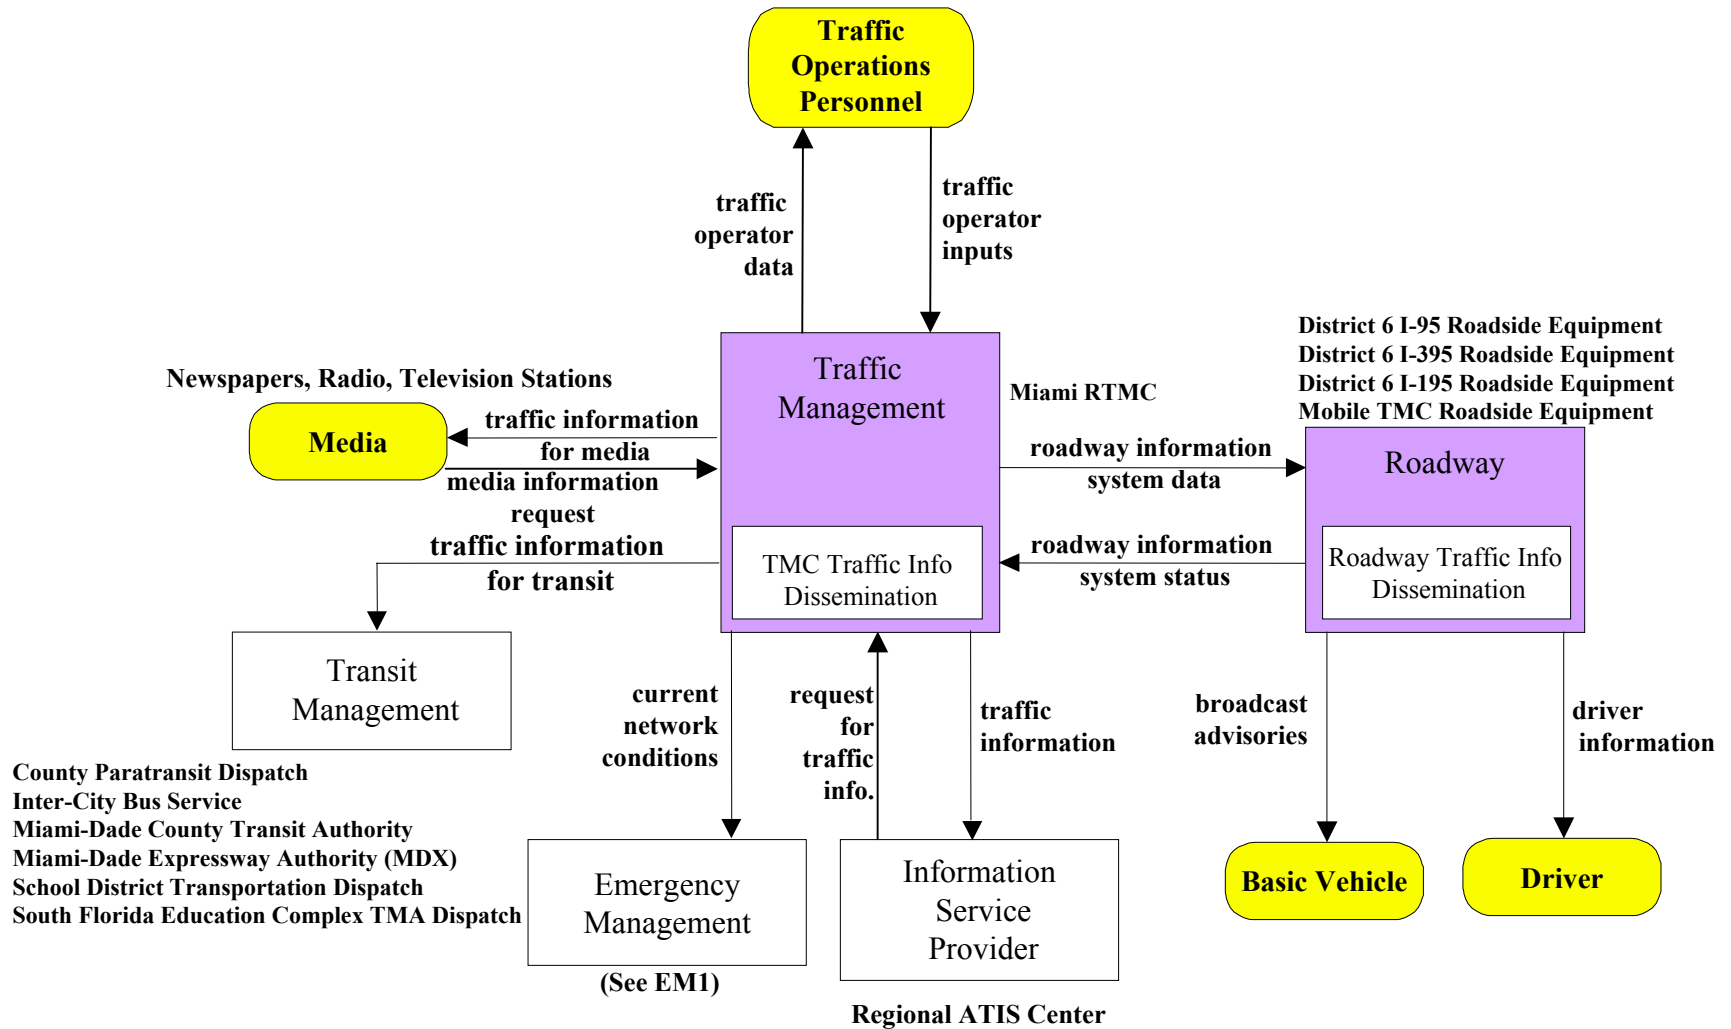 Traffic
Operations
Personnel
traffic
operator
data
traffic
operator
inputs
Newspapers, Radio, Television Stations
Media
traffic information
for media
media information
request
traffic information
for transit
Traffic
Management
Miami RTMC
TMC Traffic Info
Dissemination
District 6 I-95 Roadside Equipment
District 6 I-395 Roadside Equipment
District 6 I-195 Roadside Equipment
Mobile TMC Roadside Equipment
roadway information
system data
Roadway
roadway information
system status
Roadway Traffic Info
Dissemination
Transit
Management
County Paratransit Dispatch
Inter-City Bus Service
Miami-Dade County Transit Authority
Miami-Dade Expressway Authority (MDX)
School District Transportation Dispatch
South Florida Education Complex TMA Dispatch
current
network
conditions
request
for
traffic
info.
traffic
information
broadcast
advisories
driver
information
Emergency
Management
(See EM1)
Information
Service
Provider
Regional ATIS Center
Basic Vehicle
Driver